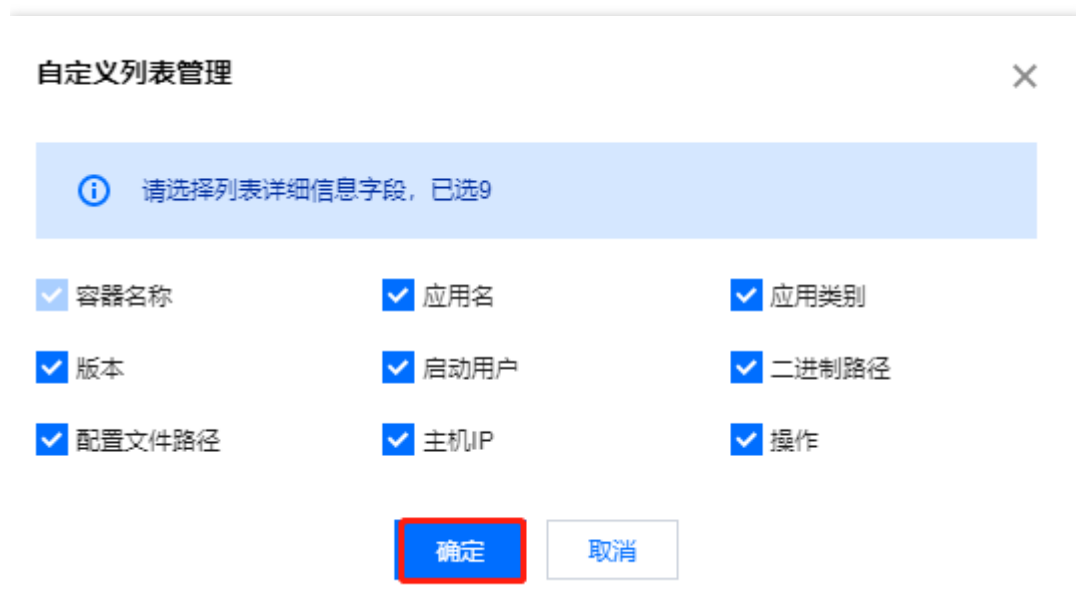 自定义列表管理
请选择列表详细信息字段，已选9
容器名称 应用名 应用类别
版本 启动用户 二进制路径
配置文件路径 主机IP 操作
确定 取消